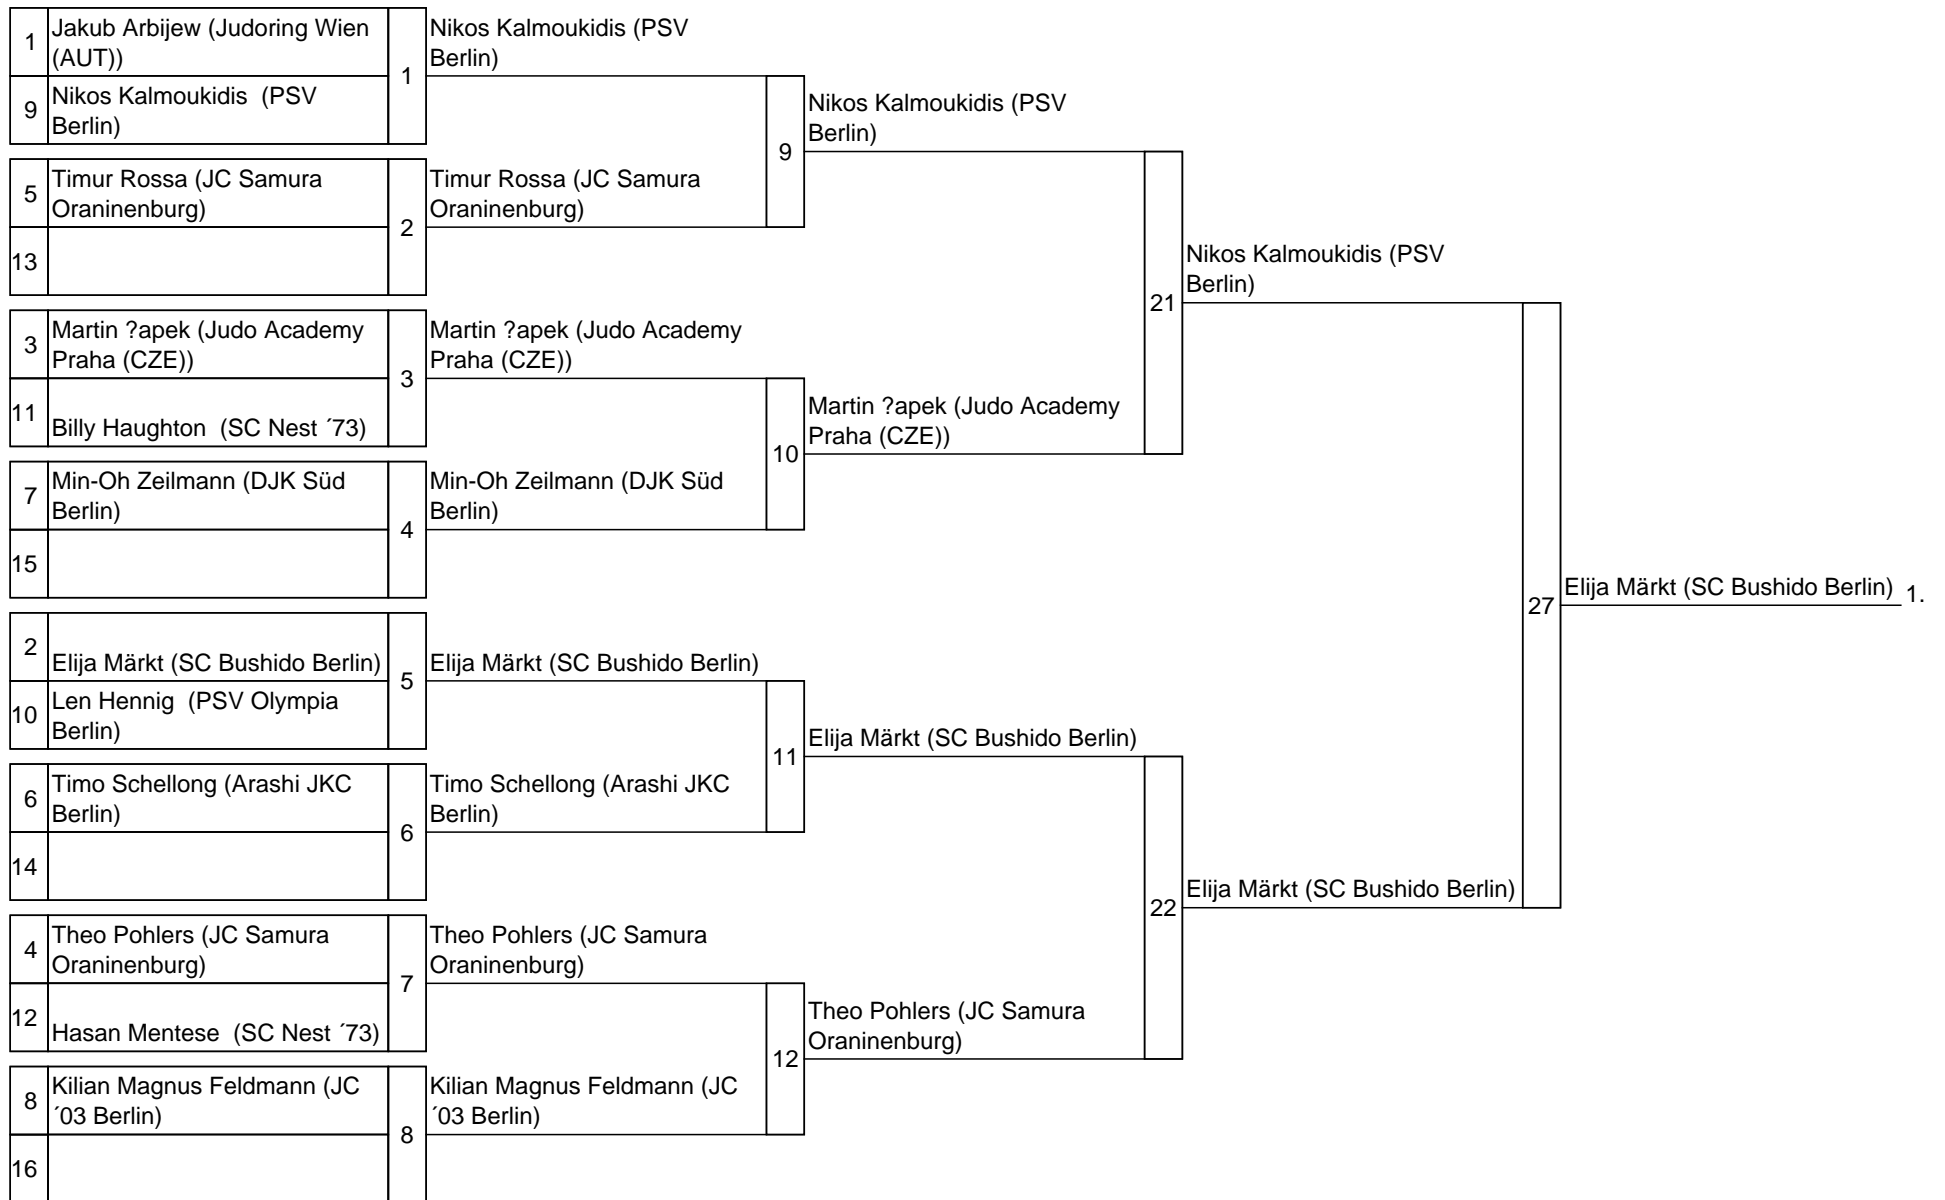 1
Jakub Arbijew (Judoring Wien
(AUT))
9
Nikos Kalmoukidis  (PSV
Berlin)
1
5
Timur Rossa (JC Samura
Oraninenburg)
13
2
3
Martin ?apek (Judo Academy
Praha (CZE))
11
Billy Haughton  (SC Nest ´73)
3
7
Min-Oh Zeilmann (DJK Süd
Berlin)
15
4
2
Elija Märkt (SC Bushido Berlin)
10
Len Hennig  (PSV Olympia
Berlin)
5
6
Timo Schellong (Arashi JKC
Berlin)
14
6
4
Theo Pohlers (JC Samura
Oraninenburg)
12
Hasan Mentese  (SC Nest ´73)
7
8
Kilian Magnus Feldmann (JC
´03 Berlin)
16
8
Nikos Kalmoukidis (PSV
Berlin)
Timur Rossa (JC Samura
Oraninenburg)
9
Martin ?apek (Judo Academy
Praha (CZE))
Min-Oh Zeilmann (DJK Süd
Berlin)
10
Elija Märkt (SC Bushido Berlin)
Timo Schellong (Arashi JKC
Berlin)
11
Theo Pohlers (JC Samura
Oraninenburg)
Kilian Magnus Feldmann (JC
´03 Berlin)
12
Nikos Kalmoukidis (PSV
Berlin)
Martin ?apek (Judo Academy
Praha (CZE))
21
Elija Märkt (SC Bushido Berlin)
Theo Pohlers (JC Samura
Oraninenburg)
22
Nikos Kalmoukidis (PSV
Berlin)
Elija Märkt (SC Bushido Berlin)
27
Elija Märkt (SC Bushido Berlin) 1.